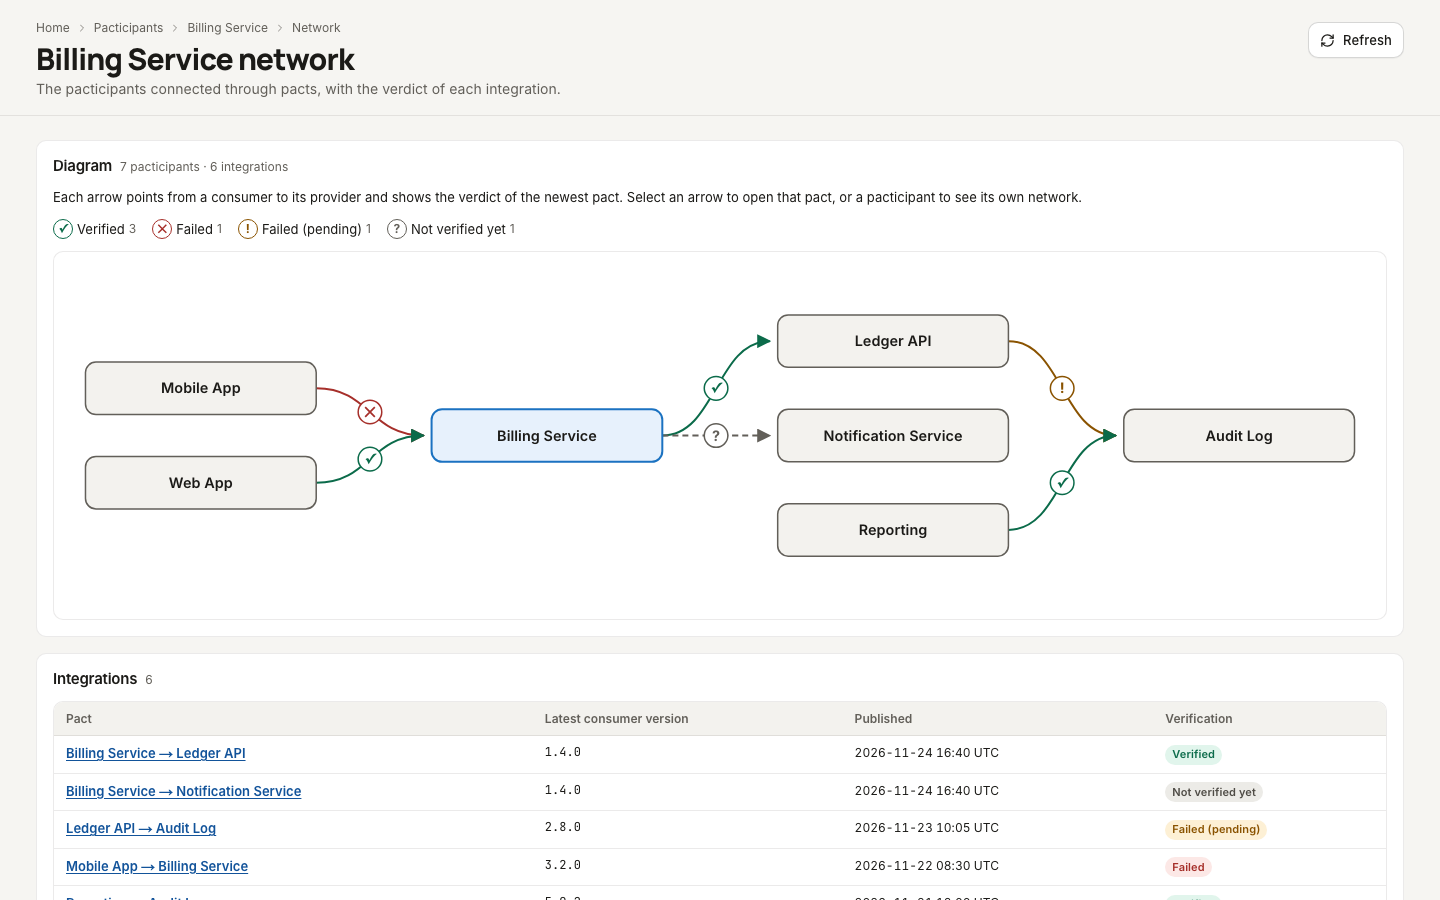 Home > Pacticipants > Billing Service > Network
Billing Service network
The pacticipants connected through pacts, with the verdict of each integration.
Refresh
Diagram 7 pacticipants · 6 integrations
Each arrow points from a consumer to its provider and shows the verdict of the newest pact. Select an arrow to open that pact, or a pacticipant to see its own network.
✓ Verified 3 ✕ Failed 1 ! Failed (pending) 1 ? Not verified yet 1
Ledger API
Mobile App
Billing Service
Notification Service
Audit Log
Web App
Reporting
Integrations 6
Pact Latest consumer version Published Verification
Billing Service → Ledger API 1.4.0 2026-11-24 16:40 UTC Verified
Billing Service → Notification Service 1.4.0 2026-11-24 16:40 UTC Not verified yet
Ledger API → Audit Log 2.8.0 2026-11-23 10:05 UTC Failed (pending)
Mobile App → Billing Service 3.2.0 2026-11-22 08:30 UTC Failed